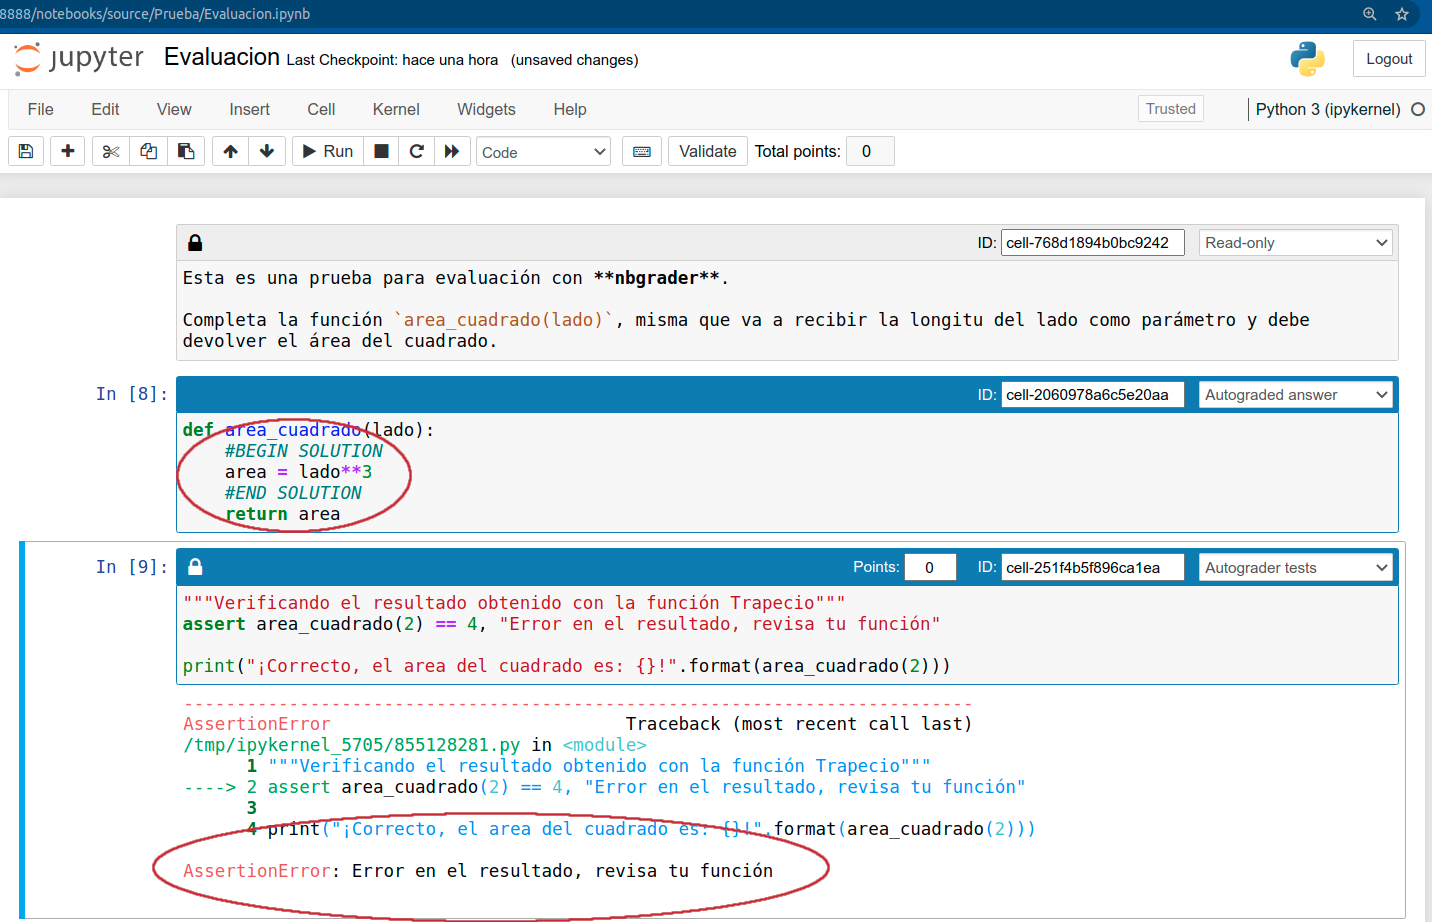 8888/notebooks/source/Prueba/Evaluacion.ipynb
jupyter Evaluacion Last Checkpoint: hace una hora (unsaved changes) Logout
File Edit View Insert Cell Kernel Widgets Help Trusted Python 3 (ipykernel)
Run Code Validate Total points: 0
ID: cell-768d1894b0bc9242 Read-only
Esta es una prueba para evaluación con **nbgrader**.
Completa la función `area_cuadrado(lado)`, misma que va a recibir la longitu del lado como parámetro y debe
devolver el área del cuadrado.
In [8]: ID: cell-2060978a6c5e20aa Autograded answer
def area_cuadrado(lado):
    #BEGIN SOLUTION
    area = lado**3
    #END SOLUTION
    return area
In [9]: Points: 0 ID: cell-251f4b5f896ca1ea Autograder tests
"""Verificando el resultado obtenido con la función Trapecio"""
assert area_cuadrado(2) == 4, "Error en el resultado, revisa tu función"
print("¡Correcto, el area del cuadrado es: {}!".format(area_cuadrado(2)))
---------------------------------------------------------------------------
AssertionError                            Traceback (most recent call last)
/tmp/ipykernel_5705/855128281.py in <module>
      1 """Verificando el resultado obtenido con la función Trapecio"""
----> 2 assert area_cuadrado(2) == 4, "Error en el resultado, revisa tu función"
      3
      4 print("¡Correcto, el area del cuadrado es: {}!".format(area_cuadrado(2)))
AssertionError: Error en el resultado, revisa tu función